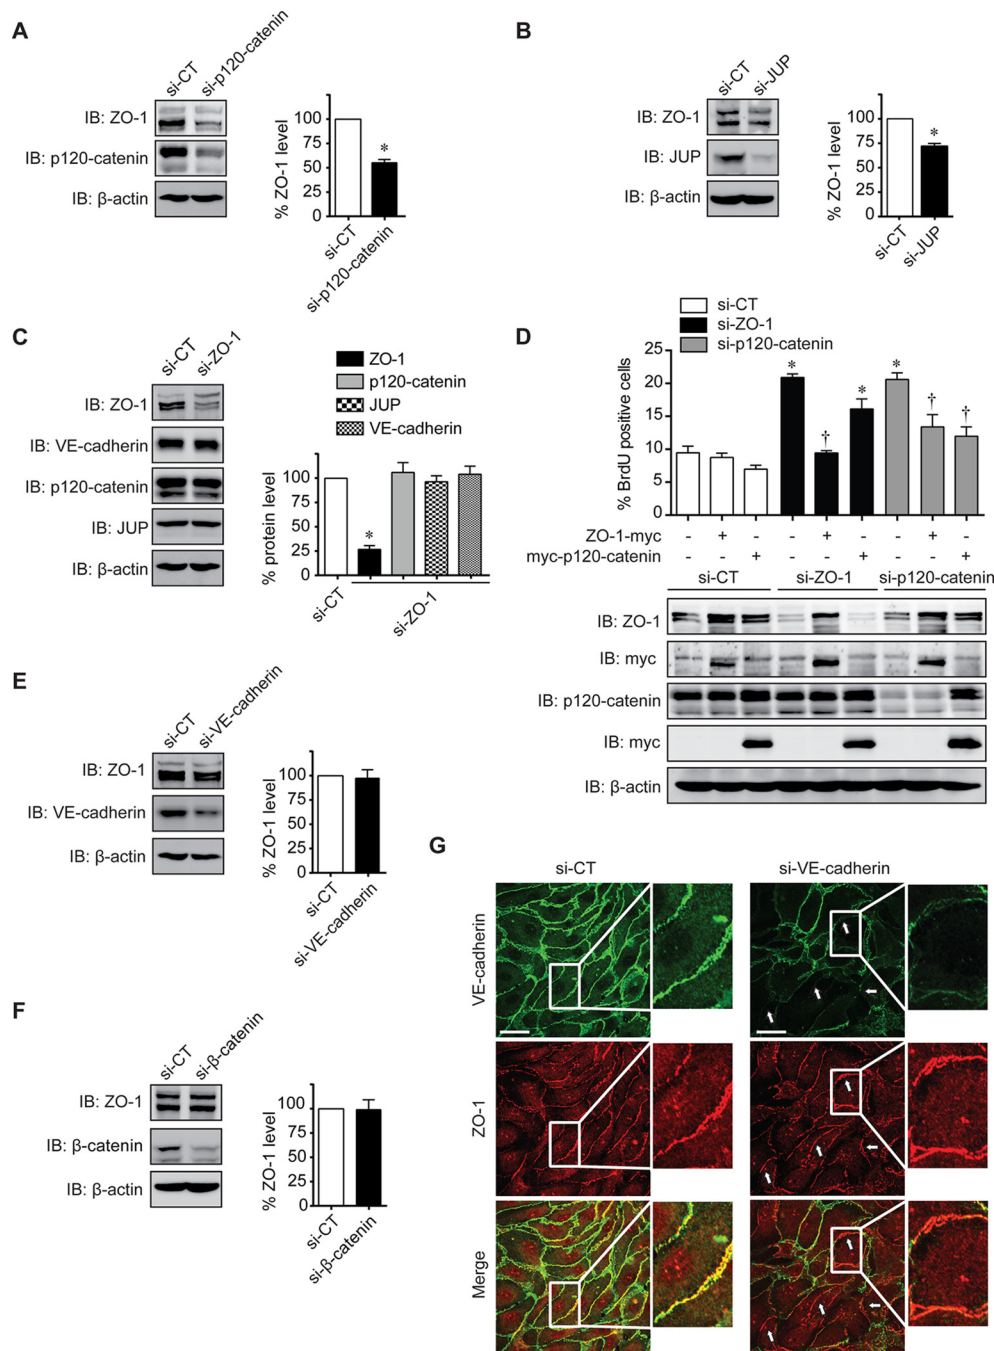 A
si-CT
si-p120-catenin
IB: ZO-1
IB: p120-catenin
IB: β-actin
% ZO-1 level
100
75
50
25
0
*
si-CT
si-p120-catenin
B
si-CT
si-JUP
IB: ZO-1
IB: JUP
IB: β-actin
% ZO-1 level
100
75
50
25
0
*
si-CT
si-JUP
C
si-CT
si-ZO-1
IB: ZO-1
IB: VE-cadherin
IB: p120-catenin
IB: JUP
IB: β-actin
ZO-1
p120-catenin
JUP
VE-cadherin
% protein level
125
100
75
50
25
0
*
si-CT
si-ZO-1
D
si-CT
si-ZO-1
si-p120-catenin
% BrdU positive cells
25
20
15
10
5
0
* † * * † †
ZO-1-myc - + - - + - - + -
myc-p120-catenin - - + - - + - - +
si-CT si-ZO-1 si-p120-catenin
IB: ZO-1
IB: myc
IB: p120-catenin
IB: myc
IB: β-actin
E
si-CT
si-VE-cadherin
IB: ZO-1
IB: VE-cadherin
IB: β-actin
% ZO-1 level
125
100
75
50
25
0
si-CT
si-VE-cadherin
F
si-CT
si-β-catenin
IB: ZO-1
IB: β-catenin
IB: β-actin
% ZO-1 level
125
100
75
50
25
0
si-CT
si-β-catenin
G
si-CT
si-VE-cadherin
VE-cadherin
ZO-1
Merge